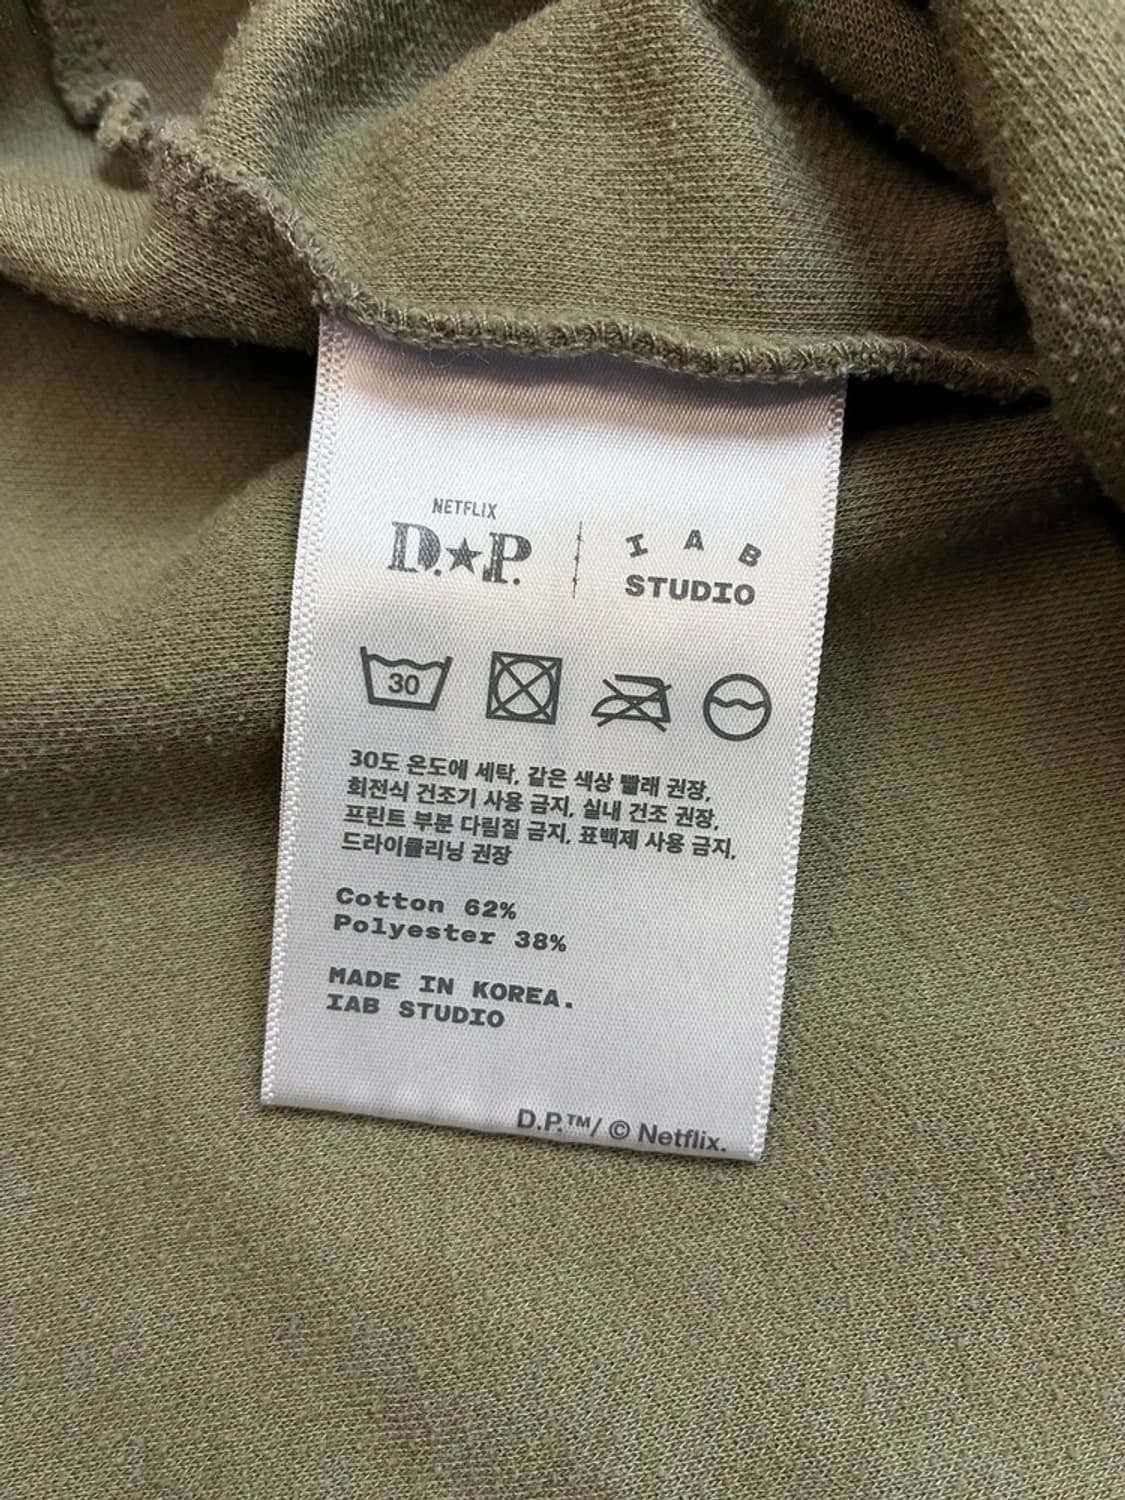 NETFLIX
D.★P.
IAB
STUDIO
30
30도 온도에 세탁, 같은 색상 빨래 권장,
회전식 건조기 사용 금지, 실내 건조 권장,
프린트 부분 다림질 금지, 표백제 사용 금지,
드라이클리닝 권장
Cotton 62%
Polyester 38%
MADE IN KOREA.
IAB STUDIO
D.P.™/ © Netflix.